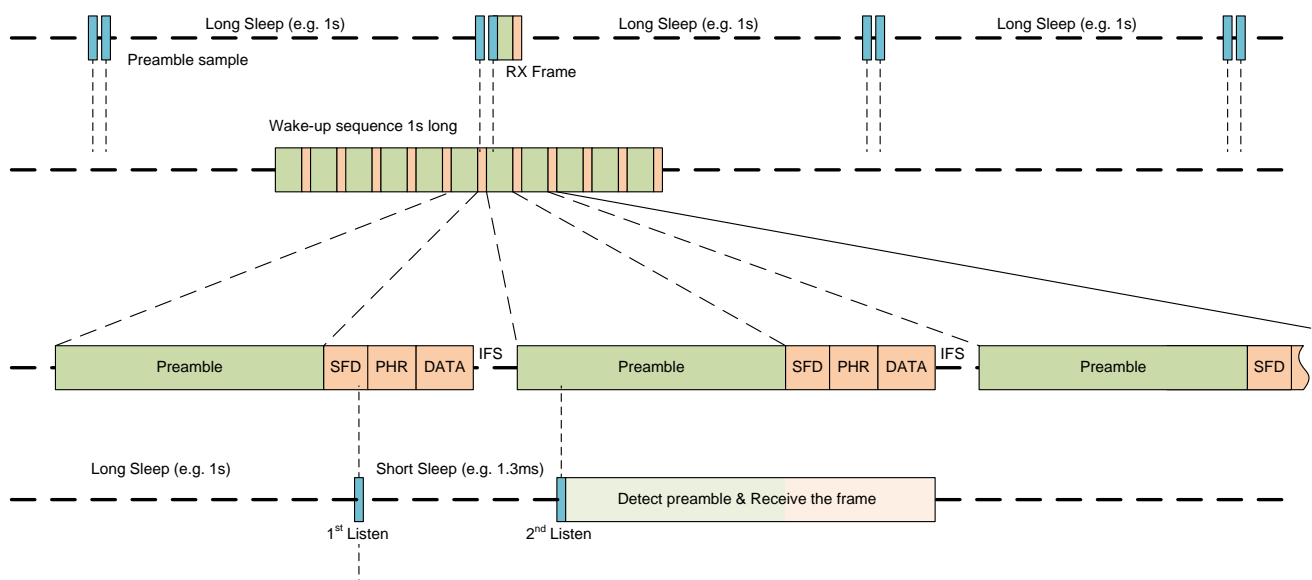 Long Sleep (e.g. 1s)
Long Sleep (e.g. 1s)
Long Sleep (e.g. 1s)
Preamble sample
RX Frame
Wake-up sequence 1s long
Preamble
SFD
PHR
DATA
IFS
Preamble
SFD
PHR
DATA
IFS
Preamble
SFD
Long Sleep (e.g. 1s)
Short Sleep (e.g. 1.3ms)
Detect preamble & Receive the frame
1st Listen
2nd Listen